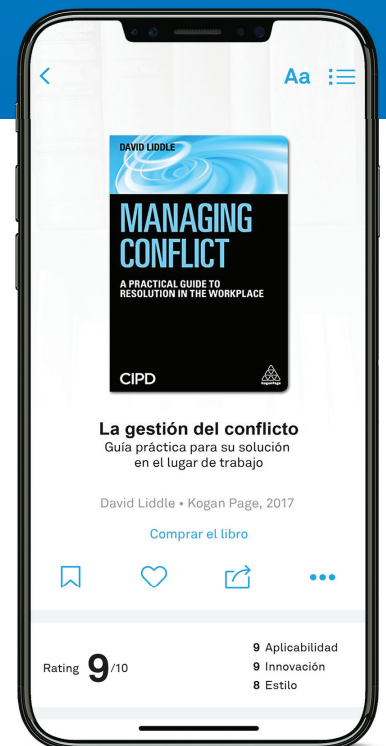 Aa
DAVID LIDDLE
MANAGING
CONFLICT
A PRACTICAL GUIDE TO
RESOLUTION IN THE WORKPLACE
CIPD
KoganPage
La gestión del conflicto
Guía práctica para su solución
en el lugar de trabajo
David Liddle • Kogan Page, 2017
Comprar el libro
Rating 9/10
9 Aplicabilidad
9 Innovación
8 Estilo